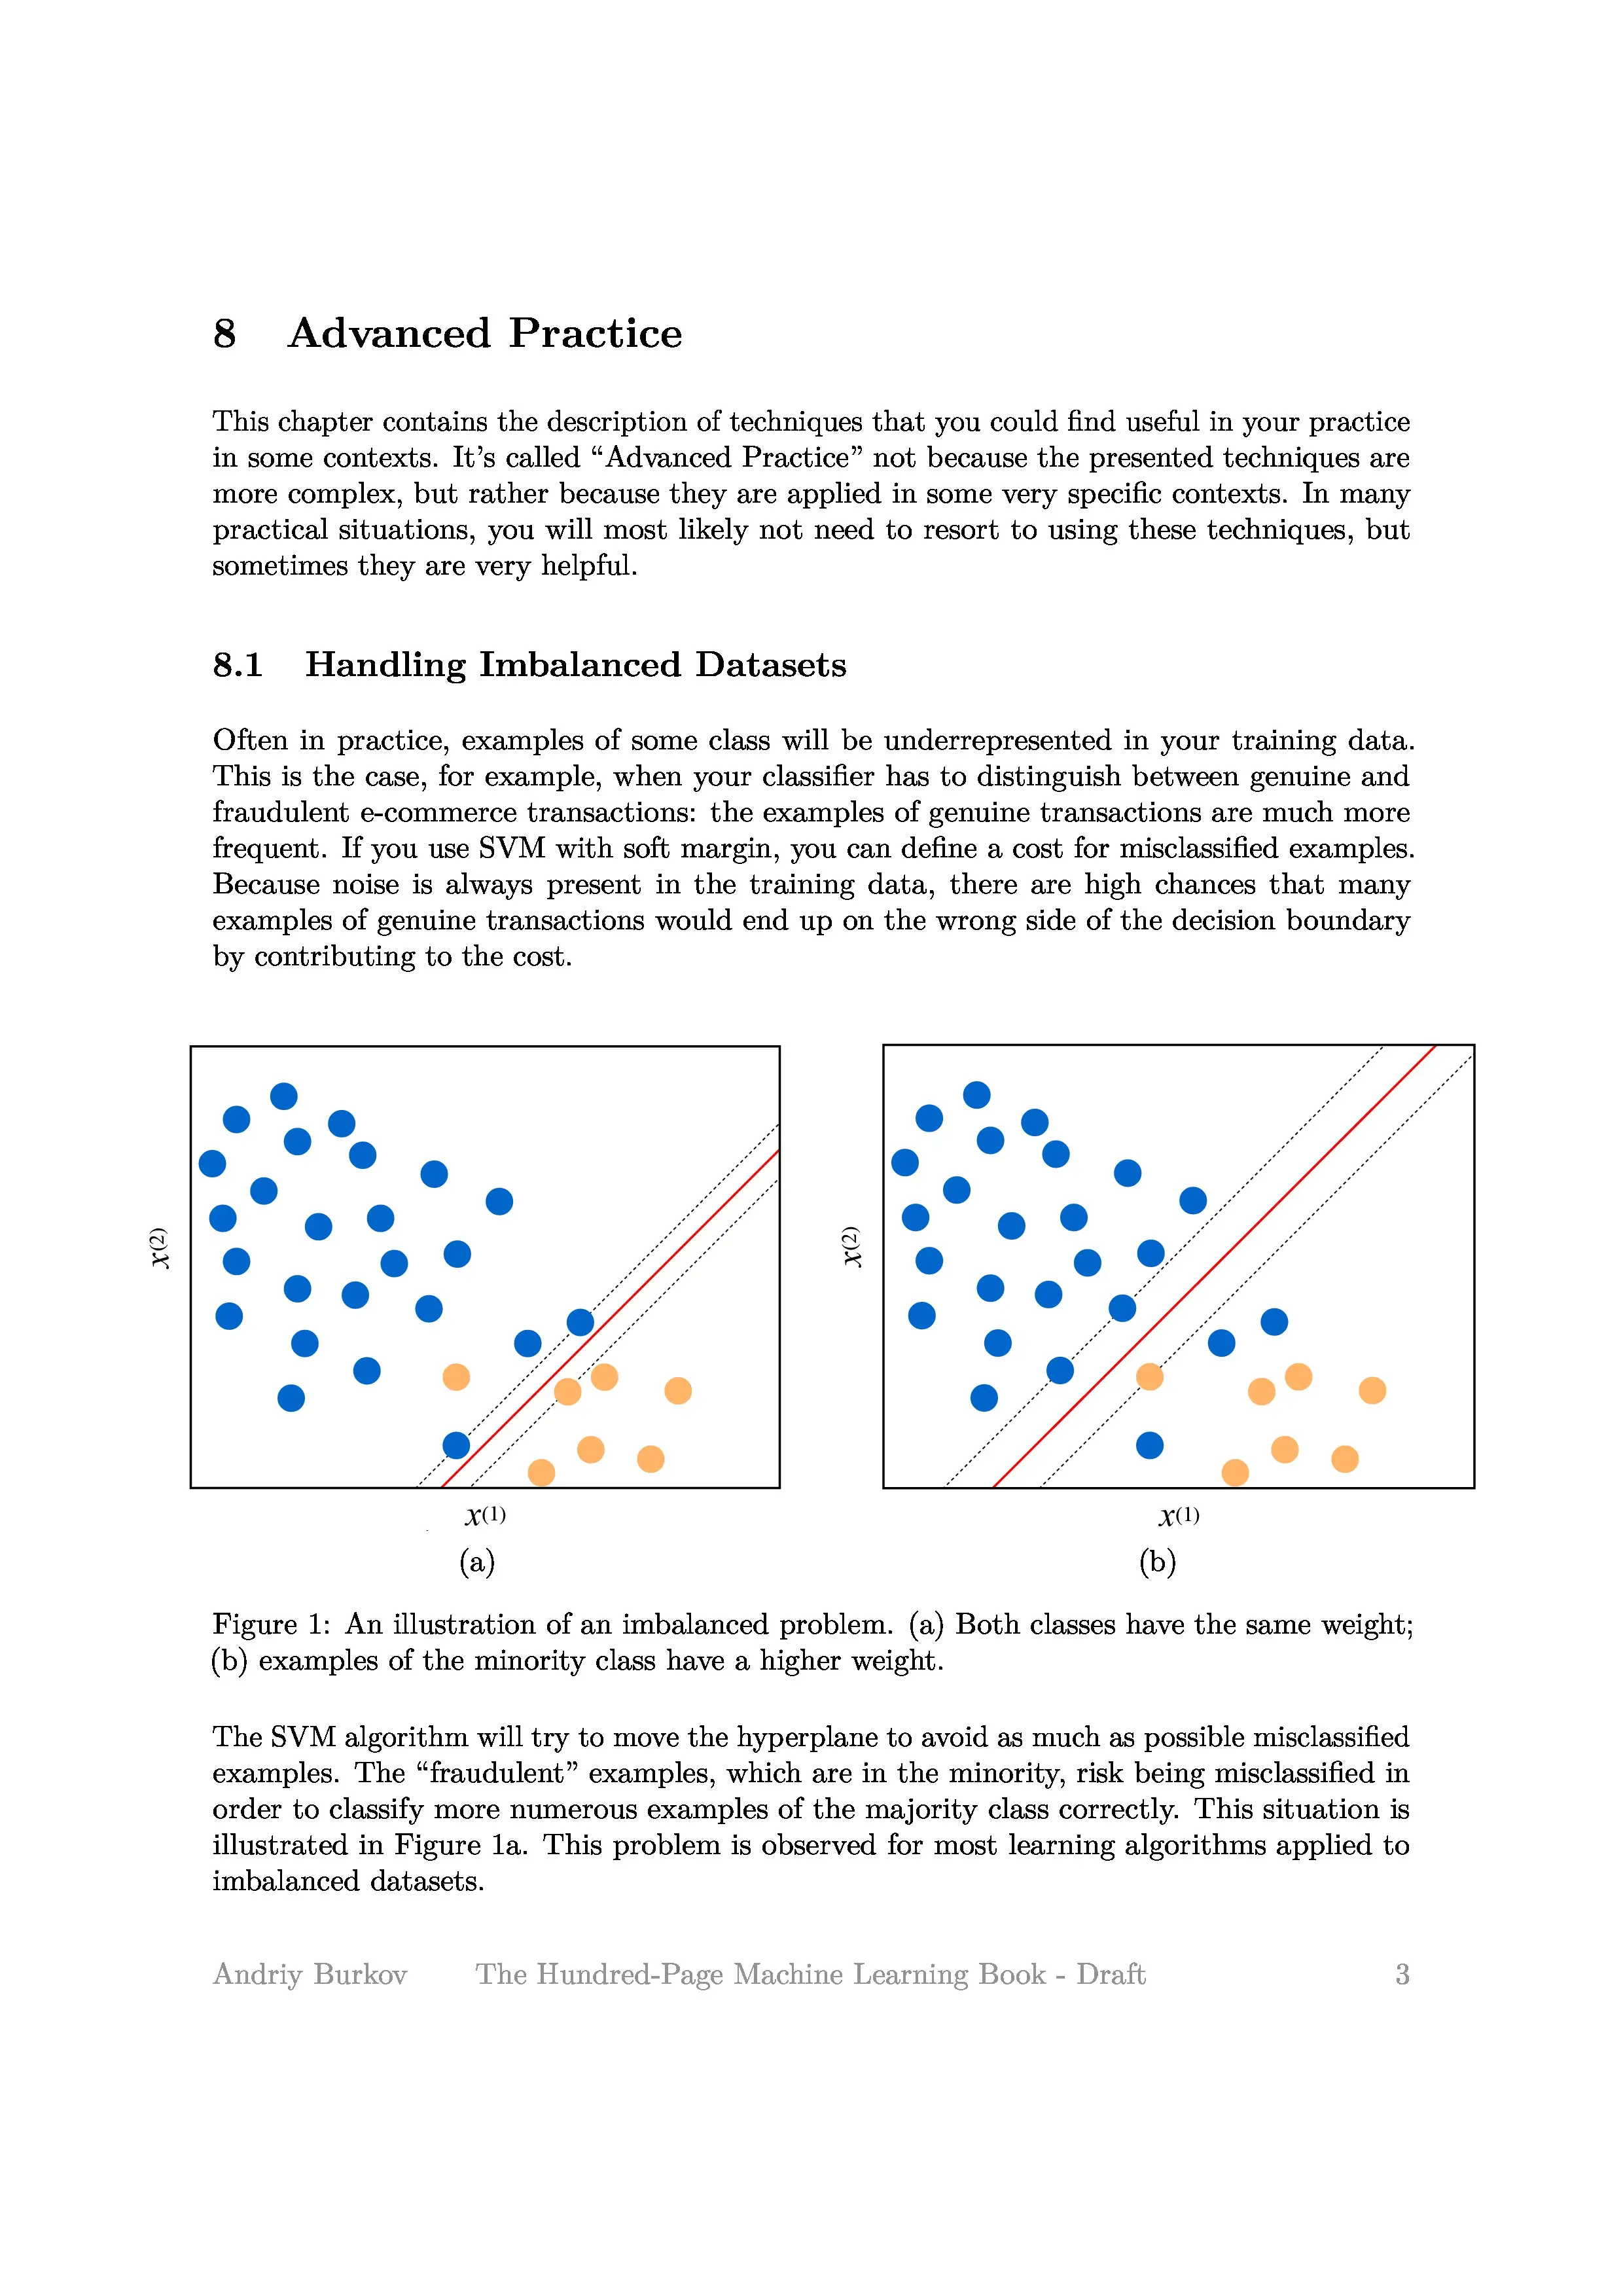 8 Advanced Practice
This chapter contains the description of techniques that you could find useful in your practice
in some contexts. It's called “Advanced Practice” not because the presented techniques are
more complex, but rather because they are applied in some very specific contexts. In many
practical situations, you will most likely not need to resort to using these techniques, but
sometimes they are very helpful.
8.1 Handling Imbalanced Datasets
Often in practice, examples of some class will be underrepresented in your training data.
This is the case, for example, when your classifier has to distinguish between genuine and
fraudulent e-commerce transactions: the examples of genuine transactions are much more
frequent. If you use SVM with soft margin, you can define a cost for misclassified examples.
Because noise is always present in the training data, there are high chances that many
examples of genuine transactions would end up on the wrong side of the decision boundary
by contributing to the cost.
x(2)
x(1)
(a)
x(2)
x(1)
(b)
Figure 1: An illustration of an imbalanced problem. (a) Both classes have the same weight;
(b) examples of the minority class have a higher weight.
The SVM algorithm will try to move the hyperplane to avoid as much as possible misclassified
examples. The “fraudulent” examples, which are in the minority, risk being misclassified in
order to classify more numerous examples of the majority class correctly. This situation is
illustrated in Figure 1a. This problem is observed for most learning algorithms applied to
imbalanced datasets.
Andriy Burkov The Hundred-Page Machine Learning Book - Draft 3